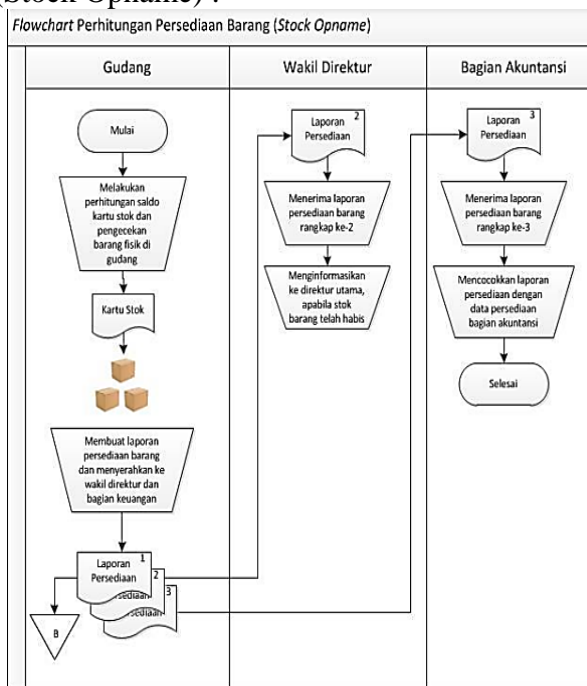 (Stock Opname) :
Flowchart Perhitungan Persediaan Barang (Stock Opname)
Gudang
Wakil Direktur
Bagian Akuntansi
Mulai
Melakukan
perhitungan saldo
kartu stok dan
pengecekan
barang fisik di
gudang
Kartu Stok
Membuat laporan
persediaan barang
dan menyerahkan ke
wakil direktur dan
bagian keuangan
Laporan 1
Persediaan
2
sediaan
3
sediaan
B
Laporan 2
Persediaan
Menerima laporan
persediaan barang
rangkap ke-2
Menginformasikan
ke direktur utama,
apabila stok
barang telah habis
Laporan 3
Persediaan
Menerima laporan
persediaan barang
rangkap ke-3
Mencocokkan laporan
persediaan dengan
data persediaan
bagian akuntansi
Selesai